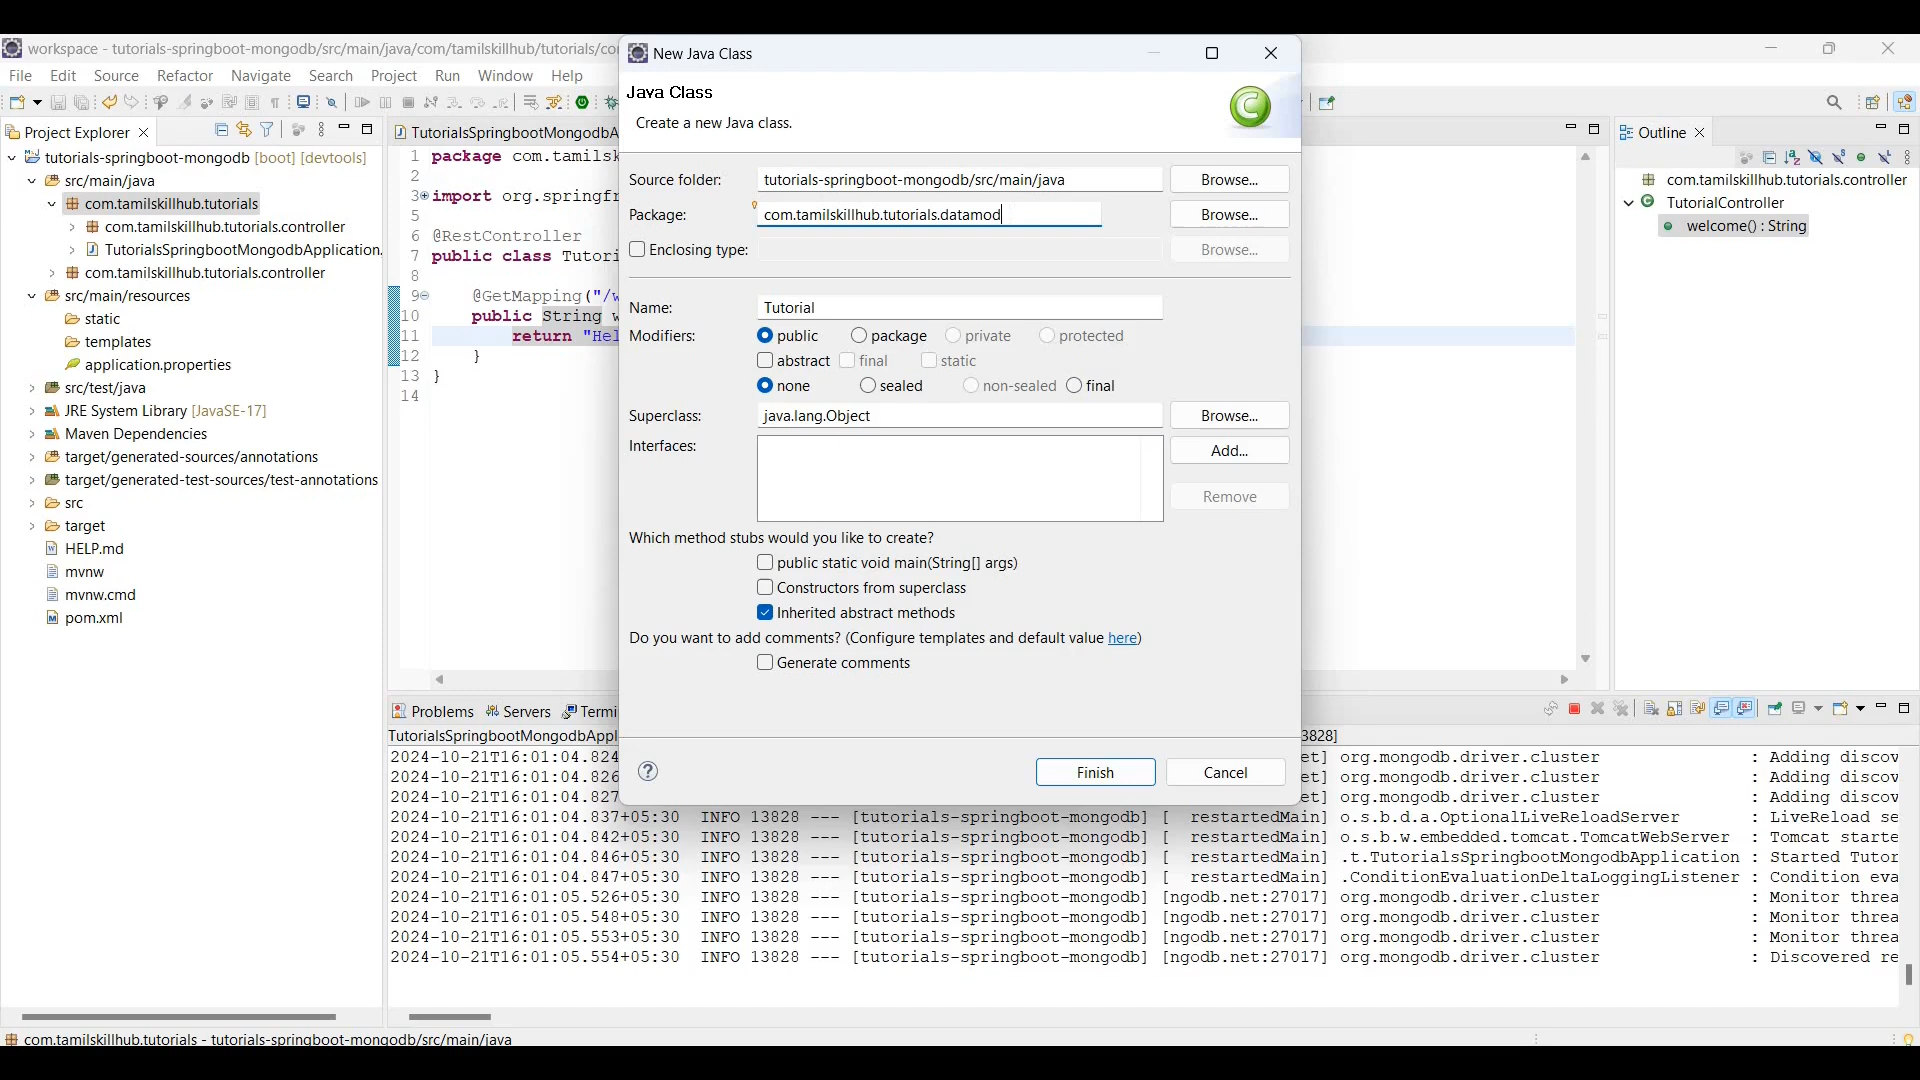 workspace - tutorials-springboot-mongodb/src/main/java/com/tamilskillhub/tutorials/co
File Edit Source Refactor Navigate Search Project Run Window Help
Project Explorer
tutorials-springboot-mongodb [boot] [devtools]
src/main/java
com.tamilskillhub.tutorials
com.tamilskillhub.tutorials.controller
TutorialsSpringbootMongodbApplication.
com.tamilskillhub.tutorials.controller
src/main/resources
static
templates
application.properties
src/test/java
JRE System Library [JavaSE-17]
Maven Dependencies
target/generated-sources/annotations
target/generated-test-sources/test-annotations
src
target
HELP.md
mvnw
mvnw.cmd
pom.xml
TutorialsSpringbootMongodbA
1 package com.tamilsk
2
3 import org.springfr
5
6 @RestController
7 public class Tutori
8
9 @GetMapping("/w
10 public String w
11 return "Hel
12 }
13 }
14
New Java Class
Java Class
Create a new Java class.
Source folder: tutorials-springboot-mongodb/src/main/java Browse...
Package: com.tamilskillhub.tutorials.datamod Browse...
Enclosing type: Browse...
Name: Tutorial
Modifiers: public package private protected
abstract final static
none sealed non-sealed final
Superclass: java.lang.Object Browse...
Interfaces: Add...
Remove
Which method stubs would you like to create?
public static void main(String[] args)
Constructors from superclass
Inherited abstract methods
Do you want to add comments? (Configure templates and default value here)
Generate comments
Finish Cancel
Outline
com.tamilskillhub.tutorials.controller
TutorialController
welcome() : String
Problems Servers Termi
TutorialsSpringbootMongodbAppl 3828]
2024-10-21T16:01:04.824 et] org.mongodb.driver.cluster : Adding discov
2024-10-21T16:01:04.826 et] org.mongodb.driver.cluster : Adding discov
2024-10-21T16:01:04.827 et] org.mongodb.driver.cluster : Adding discov
2024-10-21T16:01:04.837+05:30 INFO 13828 --- [tutorials-springboot-mongodb] [ restartedMain] o.s.b.d.a.OptionalLiveReloadServer : LiveReload se
2024-10-21T16:01:04.842+05:30 INFO 13828 --- [tutorials-springboot-mongodb] [ restartedMain] o.s.b.w.embedded.tomcat.TomcatWebServer : Tomcat starte
2024-10-21T16:01:04.846+05:30 INFO 13828 --- [tutorials-springboot-mongodb] [ restartedMain] .t.TutorialsSpringbootMongodbApplication : Started Tutor
2024-10-21T16:01:04.847+05:30 INFO 13828 --- [tutorials-springboot-mongodb] [ restartedMain] .ConditionEvaluationDeltaLoggingListener : Condition eva
2024-10-21T16:01:05.526+05:30 INFO 13828 --- [tutorials-springboot-mongodb] [ngodb.net:27017] org.mongodb.driver.cluster : Monitor threa
2024-10-21T16:01:05.548+05:30 INFO 13828 --- [tutorials-springboot-mongodb] [ngodb.net:27017] org.mongodb.driver.cluster : Monitor threa
2024-10-21T16:01:05.553+05:30 INFO 13828 --- [tutorials-springboot-mongodb] [ngodb.net:27017] org.mongodb.driver.cluster : Monitor threa
2024-10-21T16:01:05.554+05:30 INFO 13828 --- [tutorials-springboot-mongodb] [ngodb.net:27017] org.mongodb.driver.cluster : Discovered re
com.tamilskillhub.tutorials - tutorials-springboot-mongodb/src/main/java